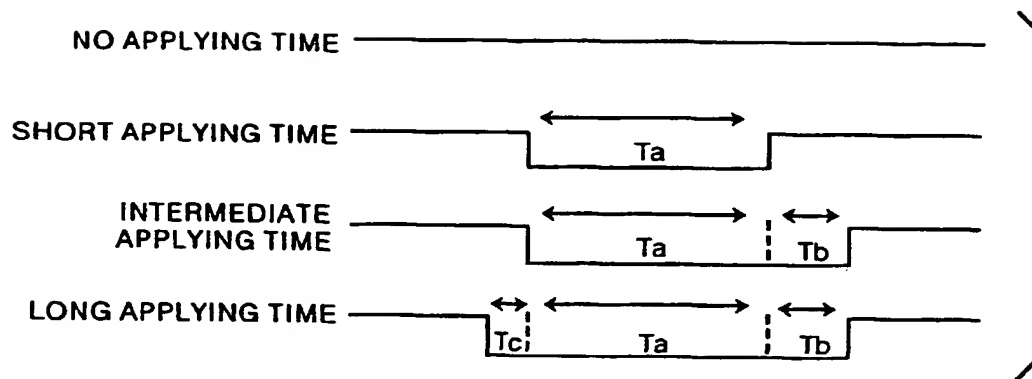 NO APPLYING TIME
SHORT APPLYING TIME
Ta
INTERMEDIATE
APPLYING TIME
Ta
Tb
LONG APPLYING TIME
Tc
Ta
Tb